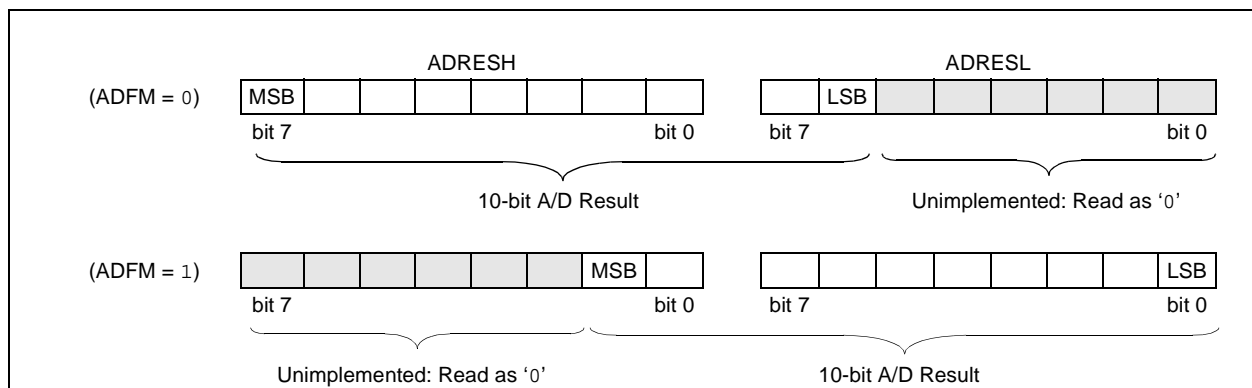 ADRESH ADRESL
(ADFM = 0) MSB LSB
bit 7 bit 0 bit 7 bit 0
10-bit A/D Result Unimplemented: Read as ‘0’
(ADFM = 1) MSB LSB
bit 7 bit 0 bit 7 bit 0
Unimplemented: Read as ‘0’ 10-bit A/D Result